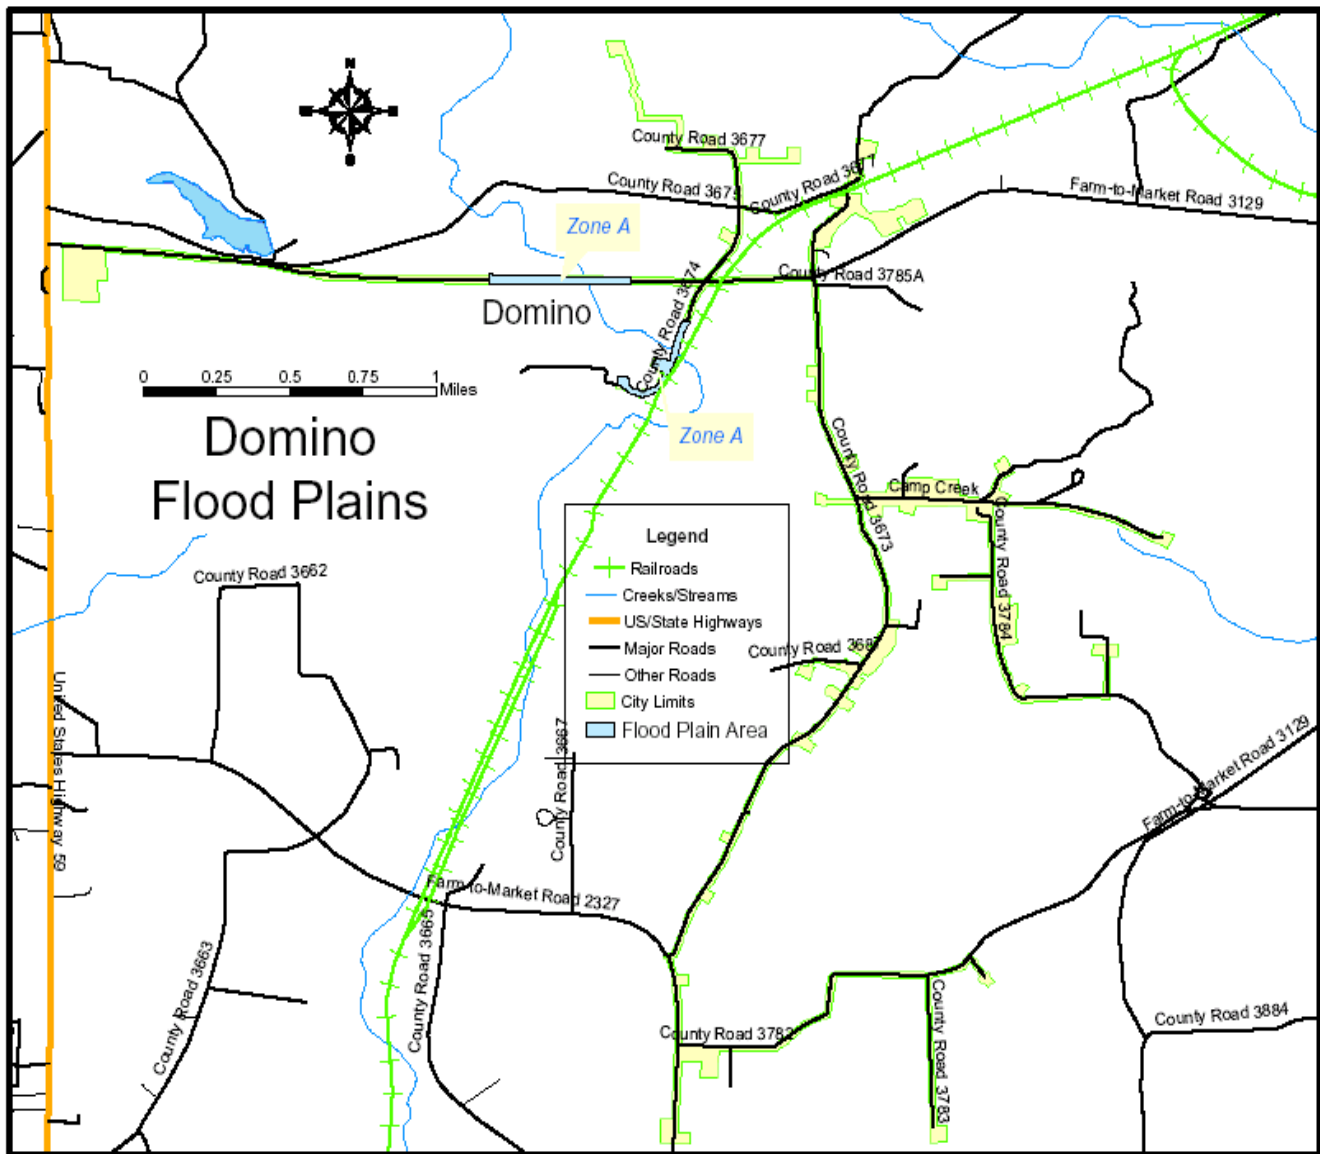 N
County Road 3677
County Road 3677
County Road 3675
Farm-to-Market Road 3129
Zone A
County Road 3785A
County Road 3674
Domino
0 0.25 0.5 0.75 1
Miles
Domino
Flood Plains
Zone A
County Road 3673
Camp Creek
County Road 3784
Legend
Railroads
Creeks/Streams
US/State Highways
Major Roads
Other Roads
City Limits
Flood Plain Area
County Road 3662
County Road 3687
United States Highway 59
County Road 3667
Farm-to-Market Road 3129
Farm-to-Market Road 2327
County Road 3665
County Road 3663
County Road 3782
County Road 3783
County Road 3884